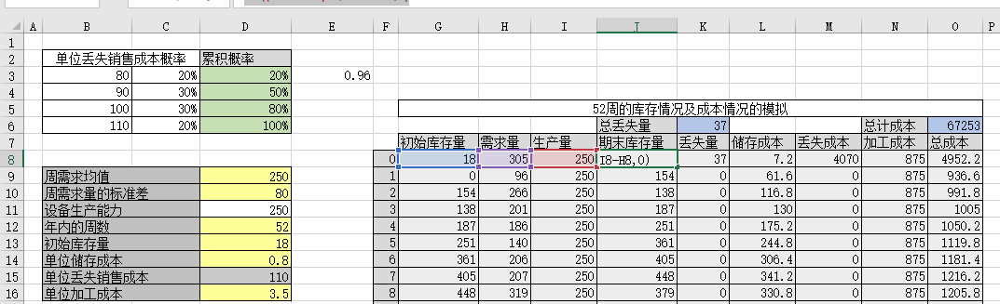 A B C D E F G H I J K L M N O P
1
2 单位丢失销售成本概率 累积概率
3 80 20% 20% 0.96
4 90 30% 50%
5 100 30% 80% 52周的库存情况及成本情况的模拟
6 110 20% 100% 总丢失量 37 总计成本 67253
7 初始库存量 需求量 生产量 期末库存量 丢失量 储存成本 丢失成本 加工成本 总成本
8 0 18 305 250 I8-H8,0) 37 7.2 4070 875 4952.2
9 周需求均值 250 1 0 96 250 154 0 61.6 0 875 936.6
10 周需求量的标准差 80 2 154 266 250 138 0 116.8 0 875 991.8
11 设备生产能力 250 3 138 201 250 187 0 130 0 875 1005
12 年内的周数 52 4 187 186 250 251 0 175.2 0 875 1050.2
13 初始库存量 18 5 251 140 250 361 0 244.8 0 875 1119.8
14 单位储存成本 0.8 6 361 206 250 405 0 306.4 0 875 1181.4
15 单位丢失销售成本 110 7 405 207 250 448 0 341.2 0 875 1216.2
16 单位加工成本 3.5 8 448 319 250 379 0 330.8 0 875 1205.8